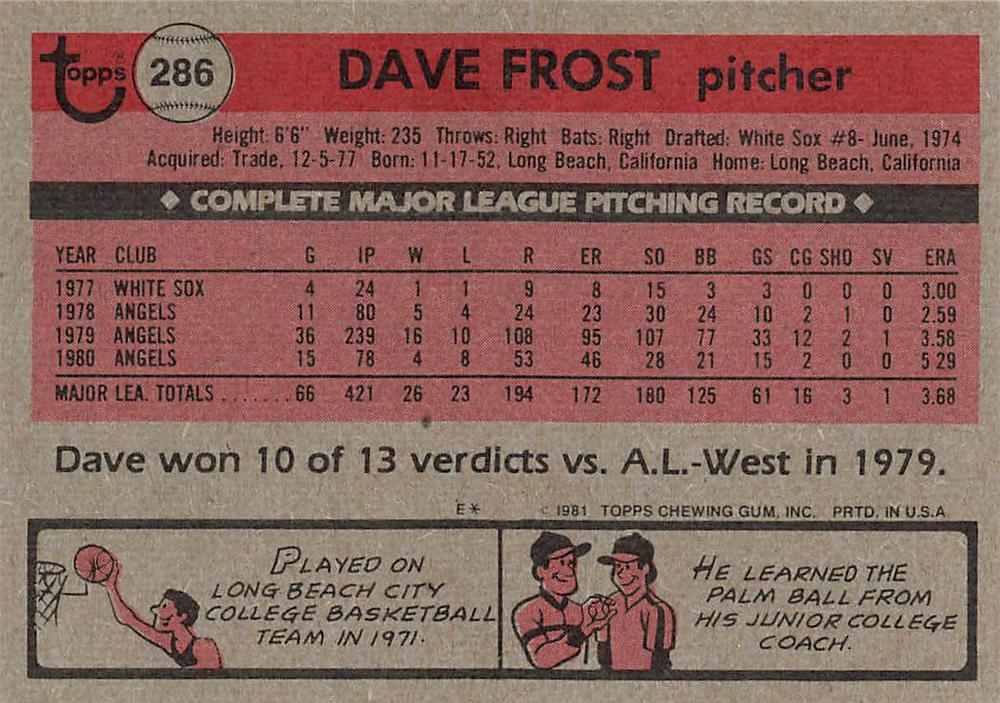 Topps® 286 DAVE FROST pitcher
Height: 6'6" Weight: 235 Throws: Right Bats: Right Drafted: White Sox #8- June, 1974
Acquired: Trade, 12-5-77 Born: 11-17-52, Long Beach, California Home: Long Beach, California
◆ COMPLETE MAJOR LEAGUE PITCHING RECORD ◆
YEAR CLUB G IP W L R ER SO BB GS CG SHO SV ERA
1977 WHITE SOX 4 24 1 1 9 8 15 3 3 0 0 0 3.00
1978 ANGELS 11 80 5 4 24 23 30 24 10 2 1 0 2.59
1979 ANGELS 36 239 16 10 108 95 107 77 33 12 2 1 3.58
1980 ANGELS 15 78 4 8 53 46 28 21 15 2 0 0 5 29
MAJOR LEA. TOTALS .......66 421 26 23 194 172 180 125 61 16 3 1 3.68
Dave won 10 of 13 verdicts vs. A.L.-West in 1979.
E* © 1981 TOPPS CHEWING GUM, INC. PRTD. IN U.S.A
PLAYED ON
LONG BEACH CITY
COLLEGE BASKETBALL
TEAM IN 1971.
HE LEARNED THE
PALM BALL FROM
HIS JUNIOR COLLEGE
COACH.